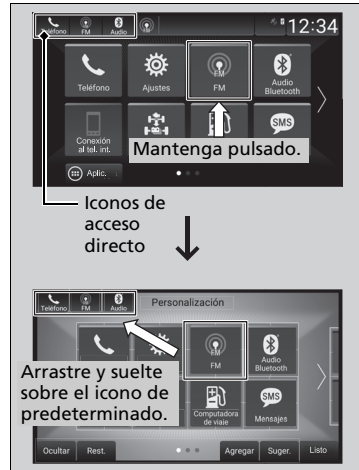 Teléfono FM Audio
12:34
Teléfono
Ajustes
FM
Audio
Bluetooth
Conexión
al tel. int.
SMS
Mantenga pulsado.
Aplic.
Iconos de
acceso
directo
Teléfono FM Audio
Personalización
FM
Audio
Bluetooth
Arrastre y suelte
sobre el icono de
predeterminado.
Computadora
de viaje
SMS
Mensajes
Ocultar Rest. Agregar Suger. Listo